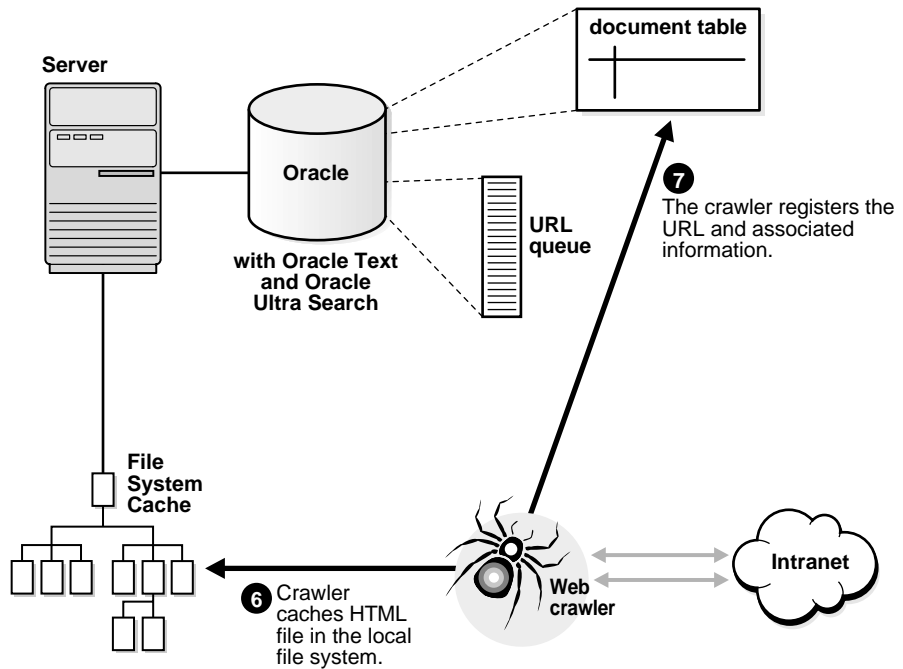 document table
Server
Oracle
with Oracle Text
and Oracle
Ultra Search
URL
queue
7
The crawler registers the
URL and associated
information.
File
System
Cache
6 Crawler
caches HTML
file in the local
file system.
Web
crawler
Intranet